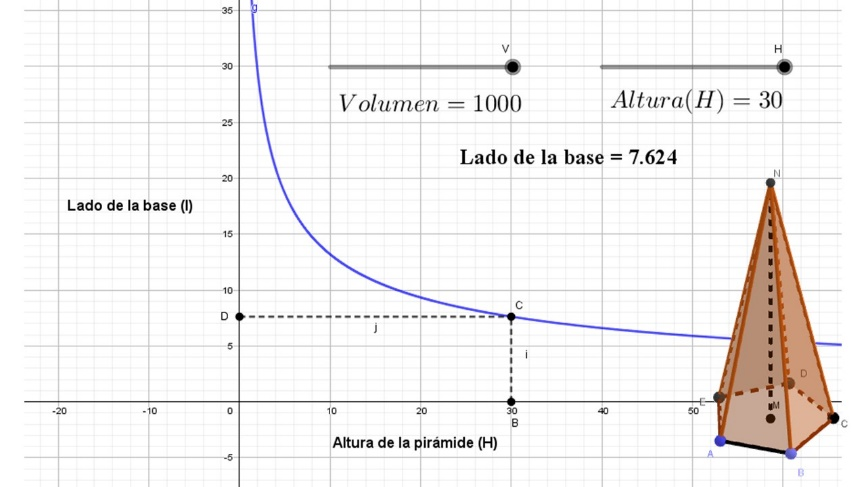 35
g
V
H
30
Volumen = 1000
Altura(H) = 30
25
Lado de la base = 7.624
N
20
Lado de la base (l)
15
10
C
D
j
i
5
D
E
M
-20
-10
0
10
20
30
40
50
B
C
Altura de la pirámide (H)
A
-5
B